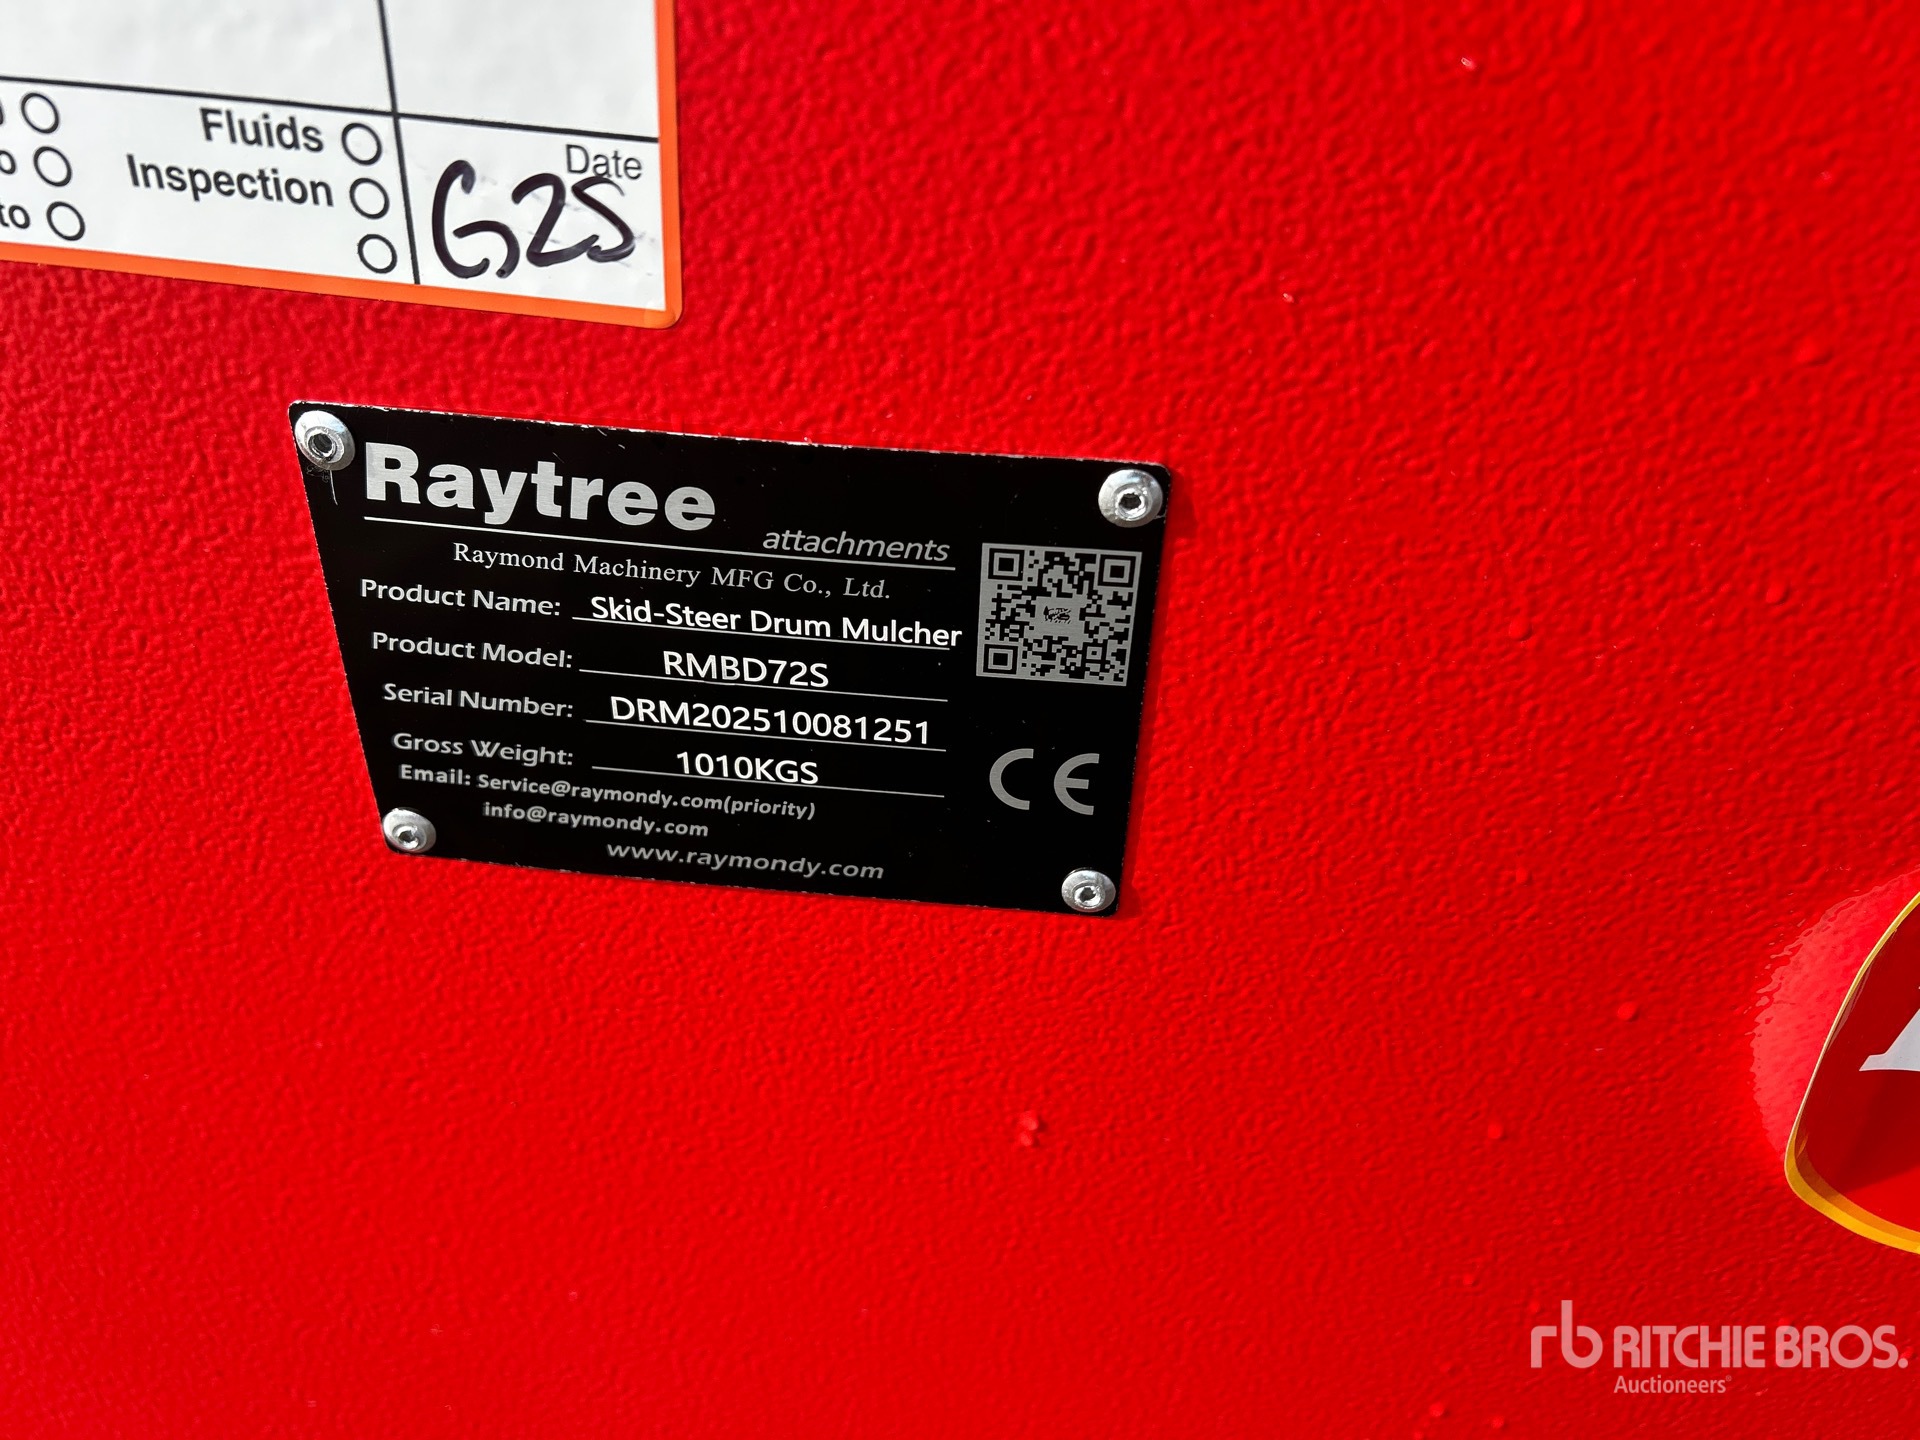 Fluids
Inspection
to
Date
G25
Raytree
attachments
Raymond Machinery MFG Co., Ltd.
Product Name: Skid-Steer Drum Mulcher
Product Model: RMBD72S
Serial Number: DRM202510081251
Gross Weight: 1010KGS
Email: Service@raymondy.com(priority)
info@raymondy.com
www.raymondy.com
CE
rb RITCHIE BROS.
Auctioneers